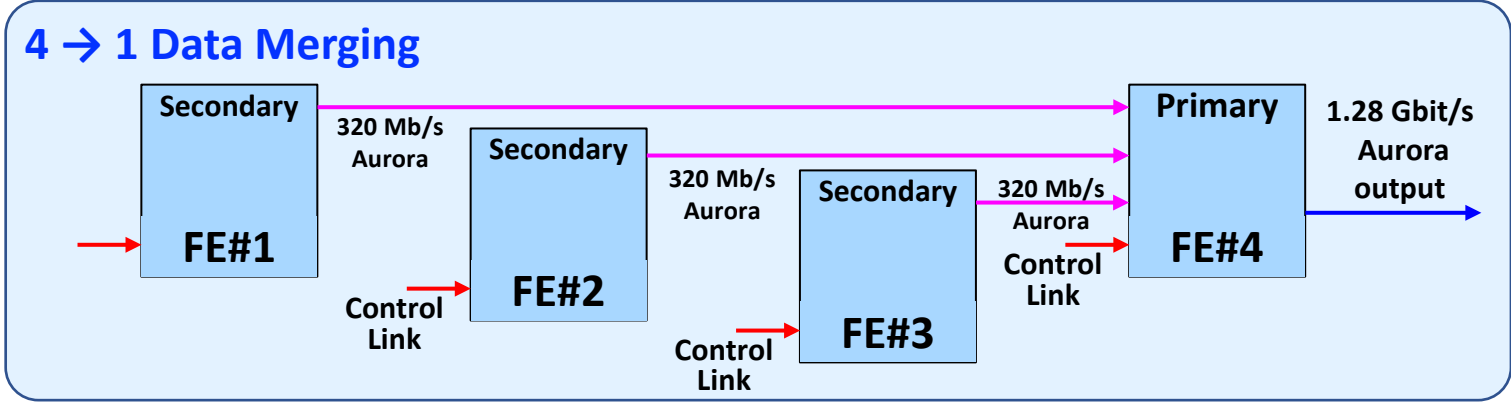 4 → 1 Data Merging
Secondary
FE#1
320 Mb/s
Aurora
Secondary
FE#2
Control
Link
320 Mb/s
Aurora
Secondary
FE#3
Control
Link
320 Mb/s
Aurora
Control
Link
Primary
FE#4
1.28 Gbit/s
Aurora
output